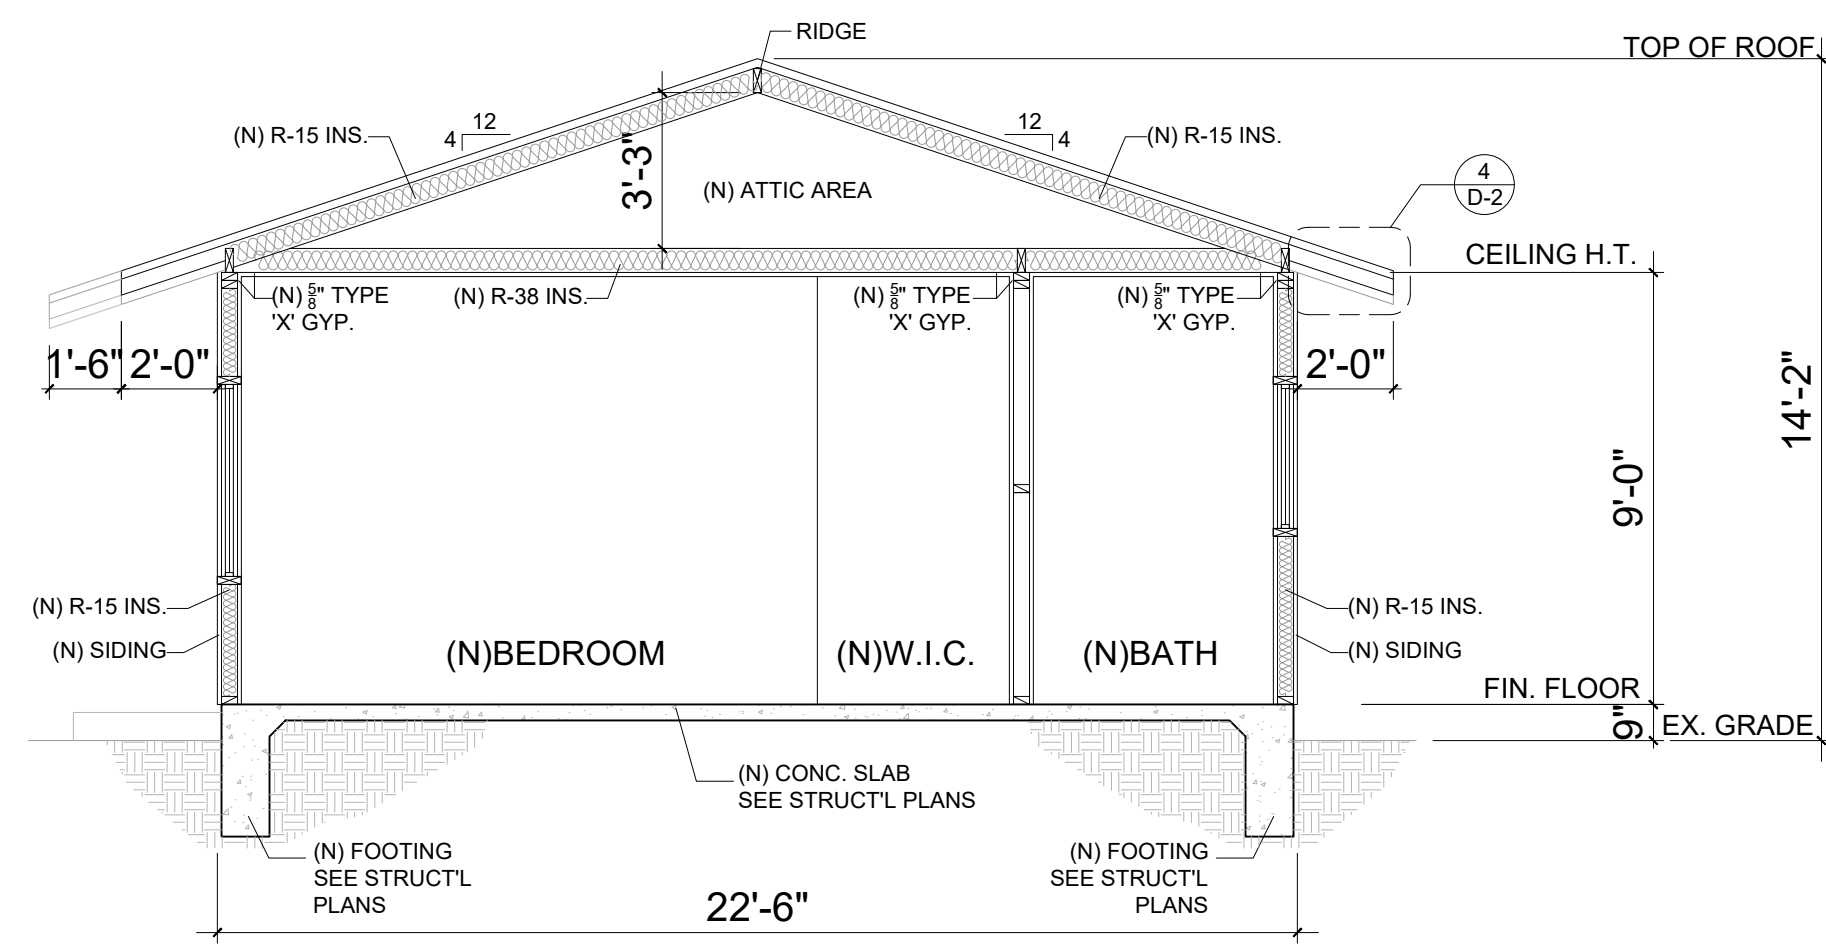 RIDGE
TOP OF ROOF
12
4
(N) R-15 INS.
12
4
(N) R-15 INS.
3'-3"
(N) ATTIC AREA
4
D-2
CEILING H.T.
(N) 5/8" TYPE
'X' GYP.
(N) R-38 INS.
(N) 5/8" TYPE
'X' GYP.
(N) 5/8" TYPE
'X' GYP.
1'-6"
2'-0"
2'-0"
14'-2"
9'-0"
(N) R-15 INS.
(N) SIDING
(N)BEDROOM
(N)W.I.C.
(N)BATH
(N) R-15 INS.
(N) SIDING
FIN. FLOOR
9"
EX. GRADE
(N) CONC. SLAB
SEE STRUCT'L PLANS
(N) FOOTING
SEE STRUCT'L
PLANS
(N) FOOTING
SEE STRUCT'L
PLANS
22'-6"